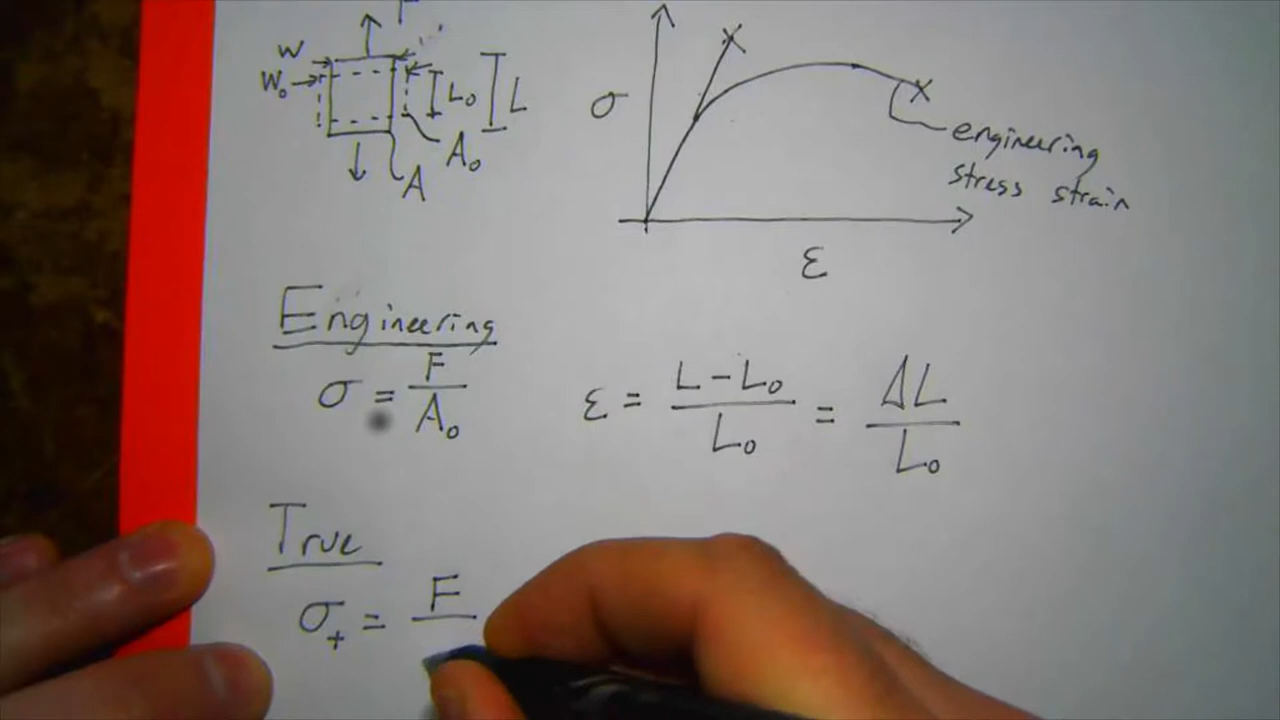 F
W
W₀
L₀
L
A₀
A
σ
ε
engineering
stress strain
Engineering
σ = F/A₀
ε = L-L₀/L₀ = ΔL/L₀
True
σₜ = F